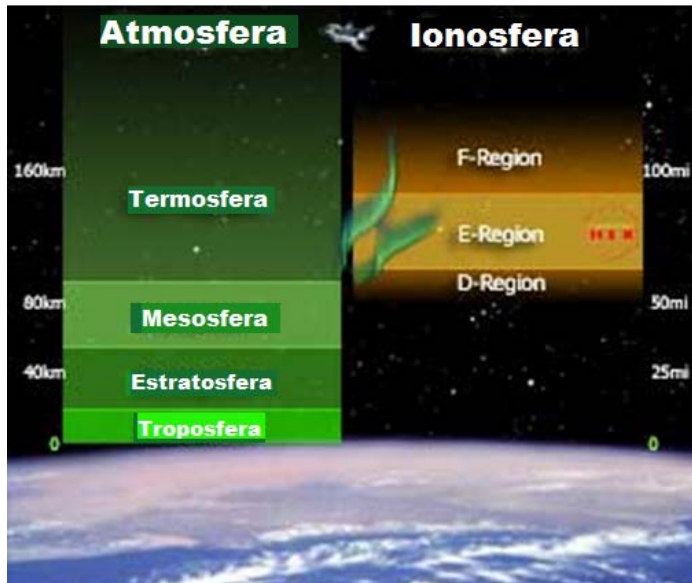 Atmosfera
Ionosfera
F-Region
160km
100mi
Termosfera
E-Region
D-Region
80km
50mi
Mesosfera
40km
25mi
Estratosfera
Troposfera
0
0